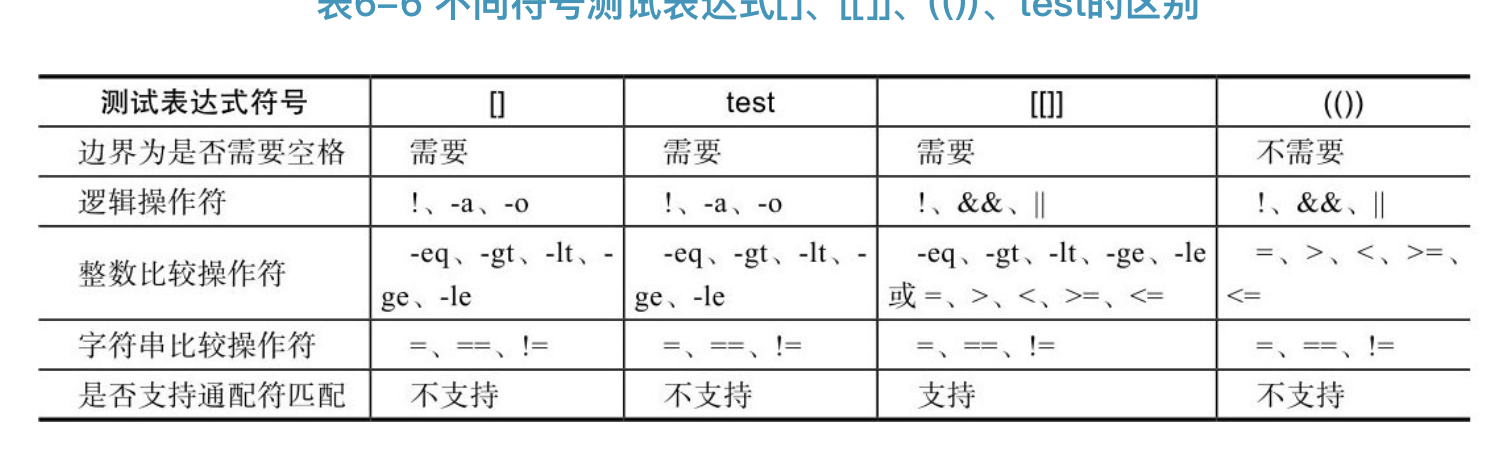 表6-6 不同符号测试表达式[]、[[]]、(())、test的区别
测试表达式符号 [] test [[]] (())
边界为是否需要空格 需要 需要 需要 不需要
逻辑操作符 !、-a、-o !、-a、-o !、&&、|| !、&&、||
整数比较操作符 -eq、-gt、-lt、-ge、-le -eq、-gt、-lt、-ge、-le -eq、-gt、-lt、-ge、-le或 =、>、<、>=、<= =、>、<、>=、<=
字符串比较操作符 =、==、!= =、==、!= =、==、!= =、==、!=
是否支持通配符匹配 不支持 不支持 支持 不支持